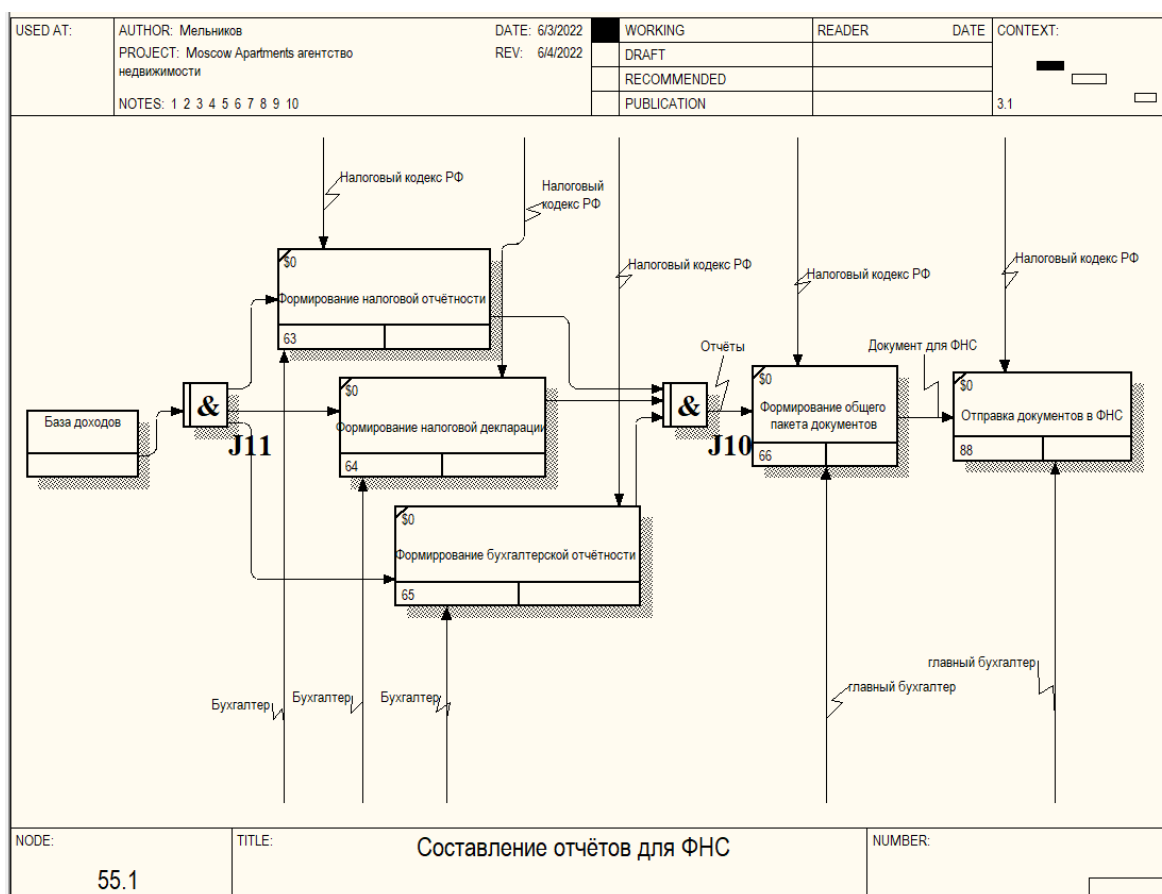 USED AT:
AUTHOR: Мельников
DATE: 6/3/2022
PROJECT: Moscow Apartments агентство
недвижимости
REV: 6/4/2022
NOTES: 1 2 3 4 5 6 7 8 9 10
WORKING
DRAFT
RECOMMENDED
PUBLICATION
READER DATE
CONTEXT:
3.1
Налоговый кодекс РФ
Налоговый
кодекс РФ
Налоговый кодекс РФ
Налоговый кодекс РФ
Налоговый кодекс РФ
$0
Формирование налоговой отчётности
63
$0
Формирование налоговой декларации
64
$0
Формиррование бухгалтерской отчётности
65
База доходов
&
J11
&
J10
Отчёты
$0
Формирование общего
пакета документов
66
Документ для ФНС
$0
Отправка документов в ФНС
88
Бухгалтер
Бухгалтер
Бухгалтер
главный бухгалтер
главный бухгалтер
NODE:
55.1
TITLE:
Составление отчётов для ФНС
NUMBER: